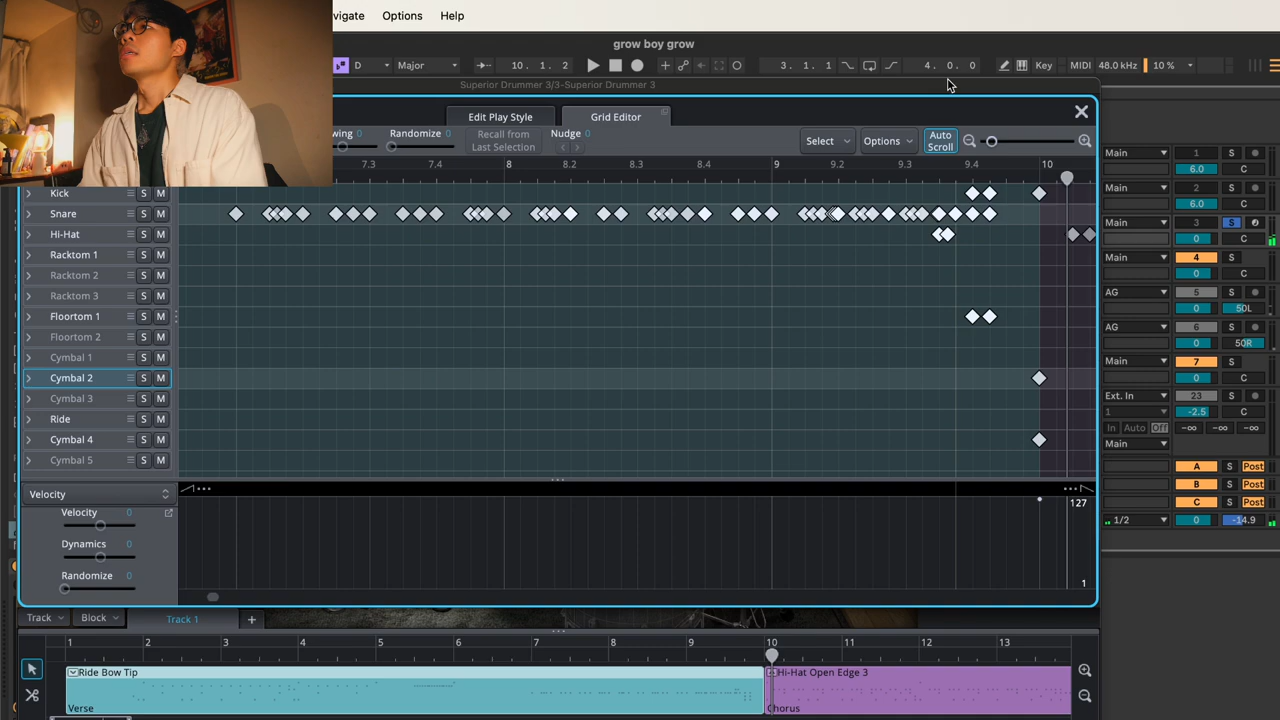 vigate Options Help
grow boy grow
D Major 10. 1. 2 3. 1. 1 4. 0. 0 Key MIDI 48.0 kHz 10 %
Superior Drummer 3/3-Superior Drummer 3
Edit Play Style Grid Editor
wing 0 Randomize 0 Recall from Last Selection Nudge 0 Select Options Auto Scroll
7.3 7.4 8 8.2 8.3 8.4 9 9.2 9.3 9.4 10
Kick S M
Snare S M
Hi-Hat S M
Racktom 1 S M
Racktom 2 S M
Racktom 3 S M
Floortom 1 S M
Floortom 2 S M
Cymbal 1 S M
Cymbal 2 S M
Cymbal 3 S M
Ride S M
Cymbal 4 S M
Cymbal 5 S M
Velocity
Velocity 0
Dynamics 0
Randomize 0
127
1
Main 1 S
6.0 C
Main 2 S
6.0 C
Main 3 S
0 C
Main 4 S
0 C
AG 5 S
0 50L
AG 6 S
0 50R
Main 7 S
0 C
Ext. In 23 S
1 -2.5 C
In Auto Off -∞ -∞ -∞
Main
A S Post
B S Post
C S Post
1/2 0 -14.9
Track Block Track 1 +
1 2 3 4 5 6 7 8 9 10 11 12 13
Ride Bow Tip Hi-Hat Open Edge 3
Verse Chorus